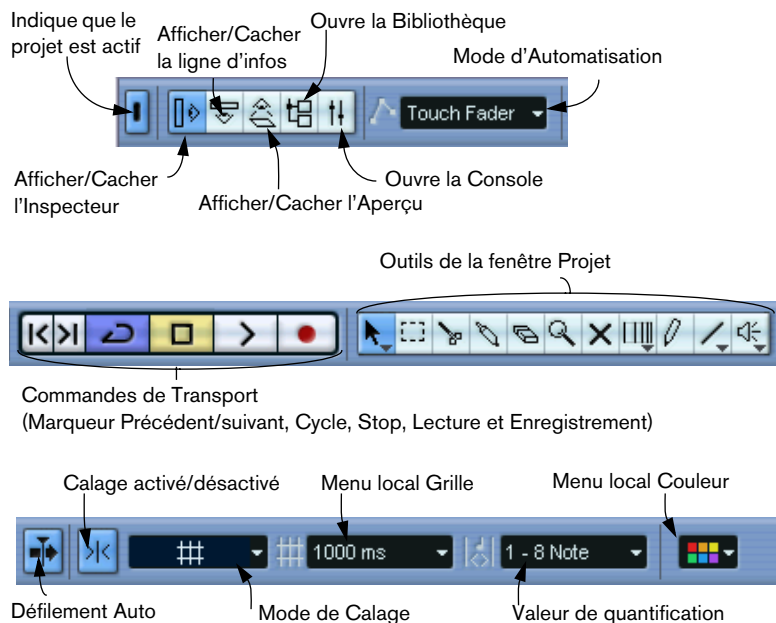 Indique que le
projet est actif
Afficher/Cacher
la ligne d'infos
Ouvre la Bibliothèque
Mode d'Automatisation
Touch Fader
Afficher/Cacher
l'Inspecteur
Afficher/Cacher l'Aperçu
Ouvre la Console
Outils de la fenêtre Projet
Commandes de Transport
(Marqueur Précédent/suivant, Cycle, Stop, Lecture et Enregistrement)
Calage activé/désactivé
Menu local Grille
Menu local Couleur
1000 ms
1 - 8 Note
Défilement Auto
Mode de Calage
Valeur de quantification